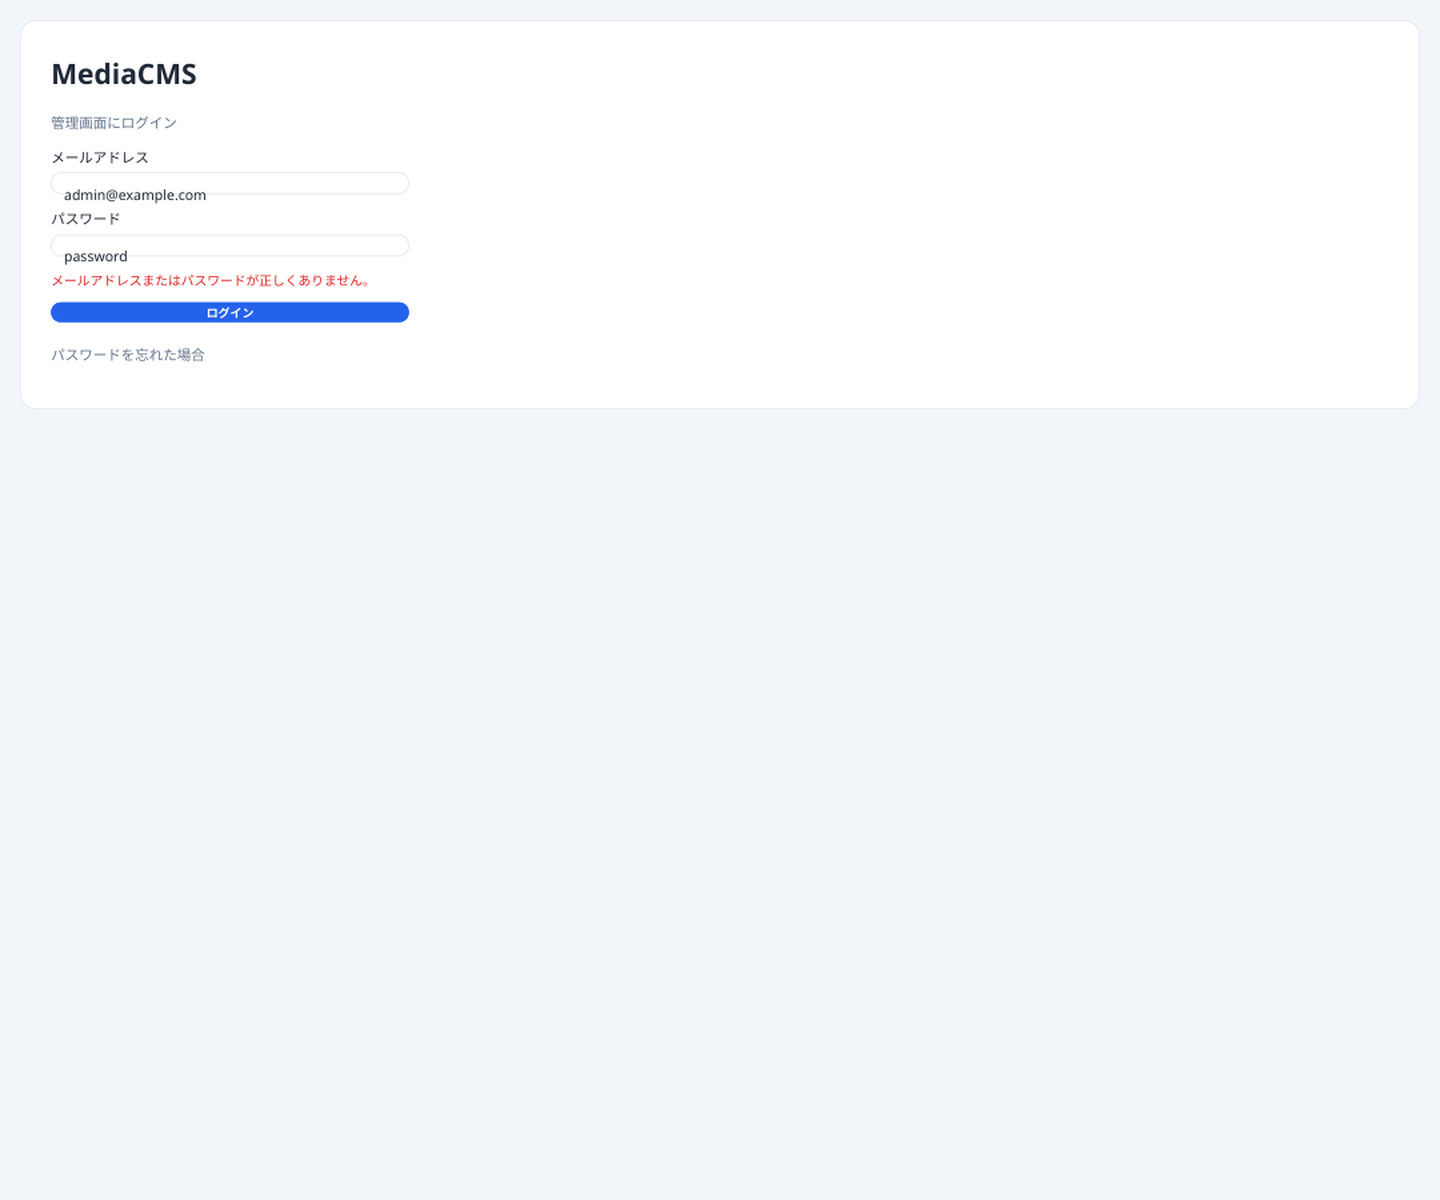 MediaCMS
管理画面にログイン
メールアドレス
admin@example.com
パスワード
password
メールアドレスまたはパスワードが正しくありません。
ログイン
パスワードを忘れた場合